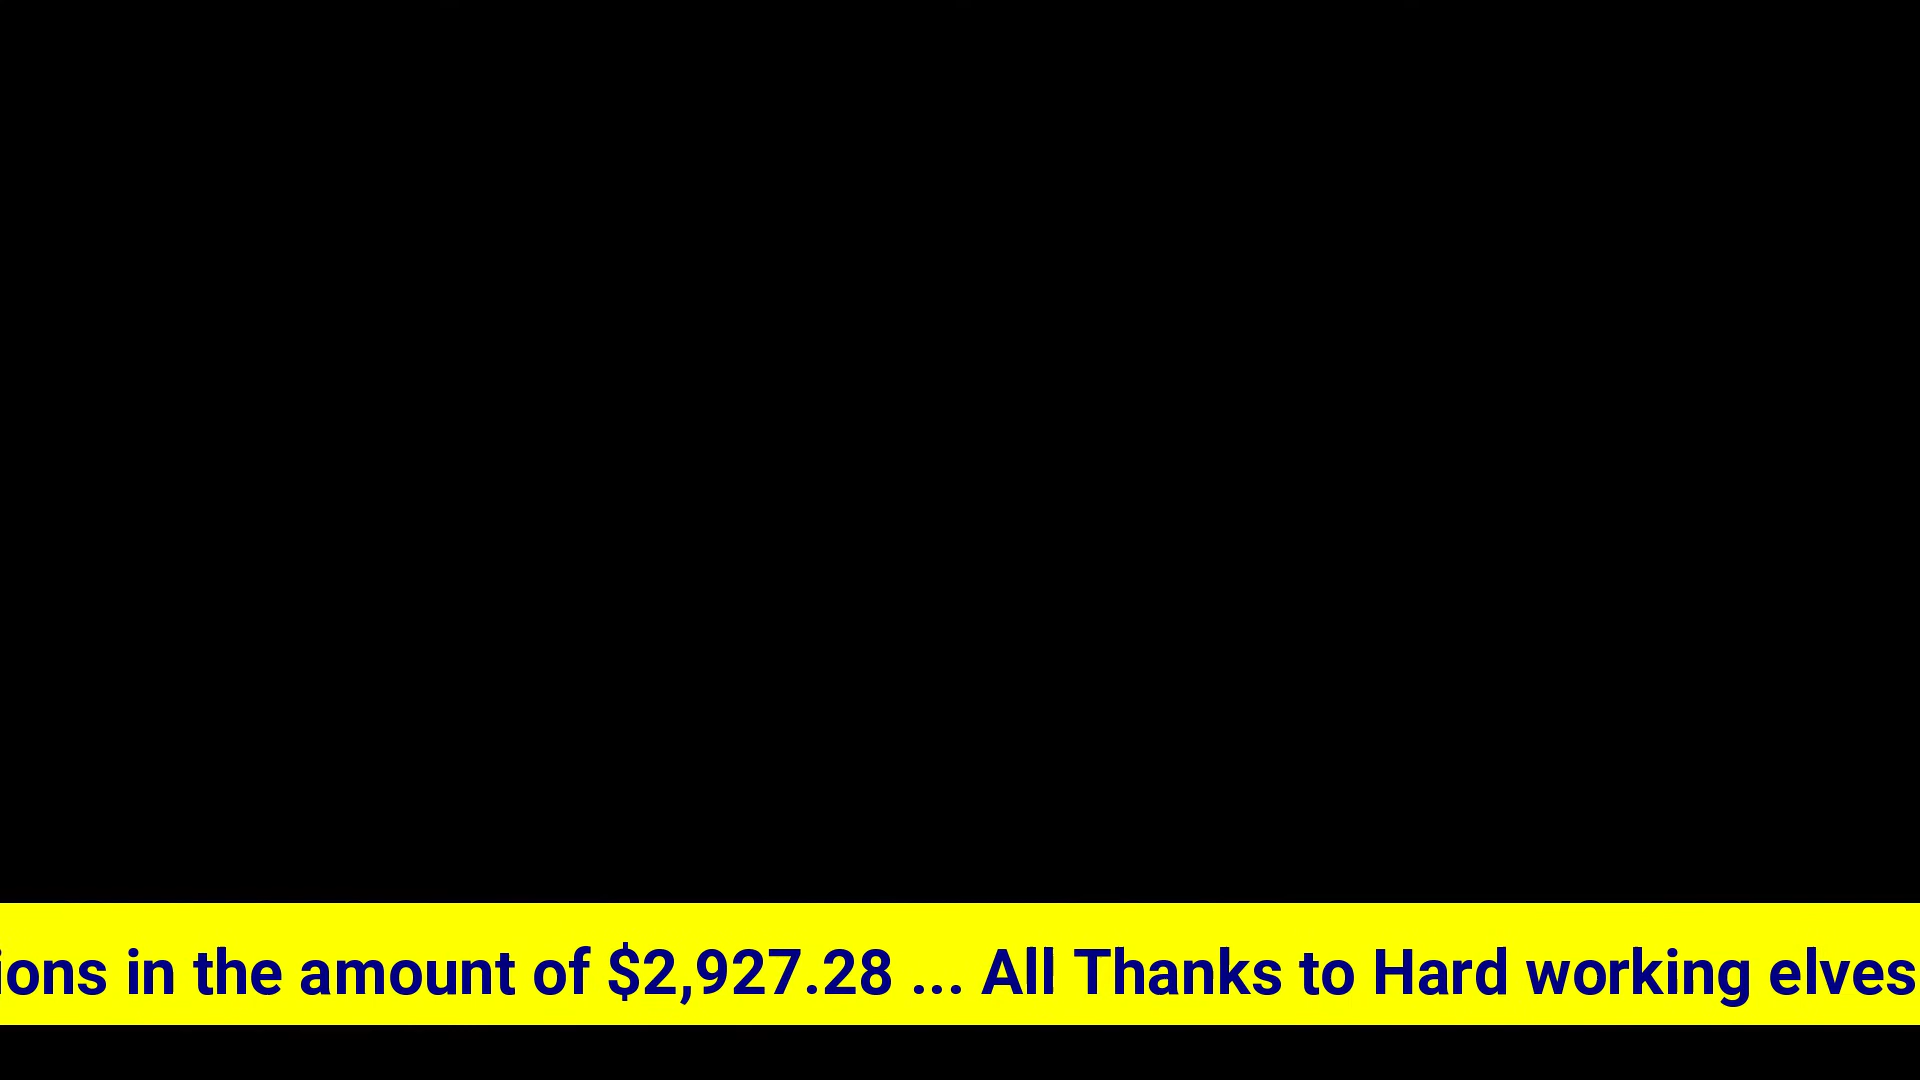 ions in the amount of $2,927.28 ... All Thanks to Hard working elves